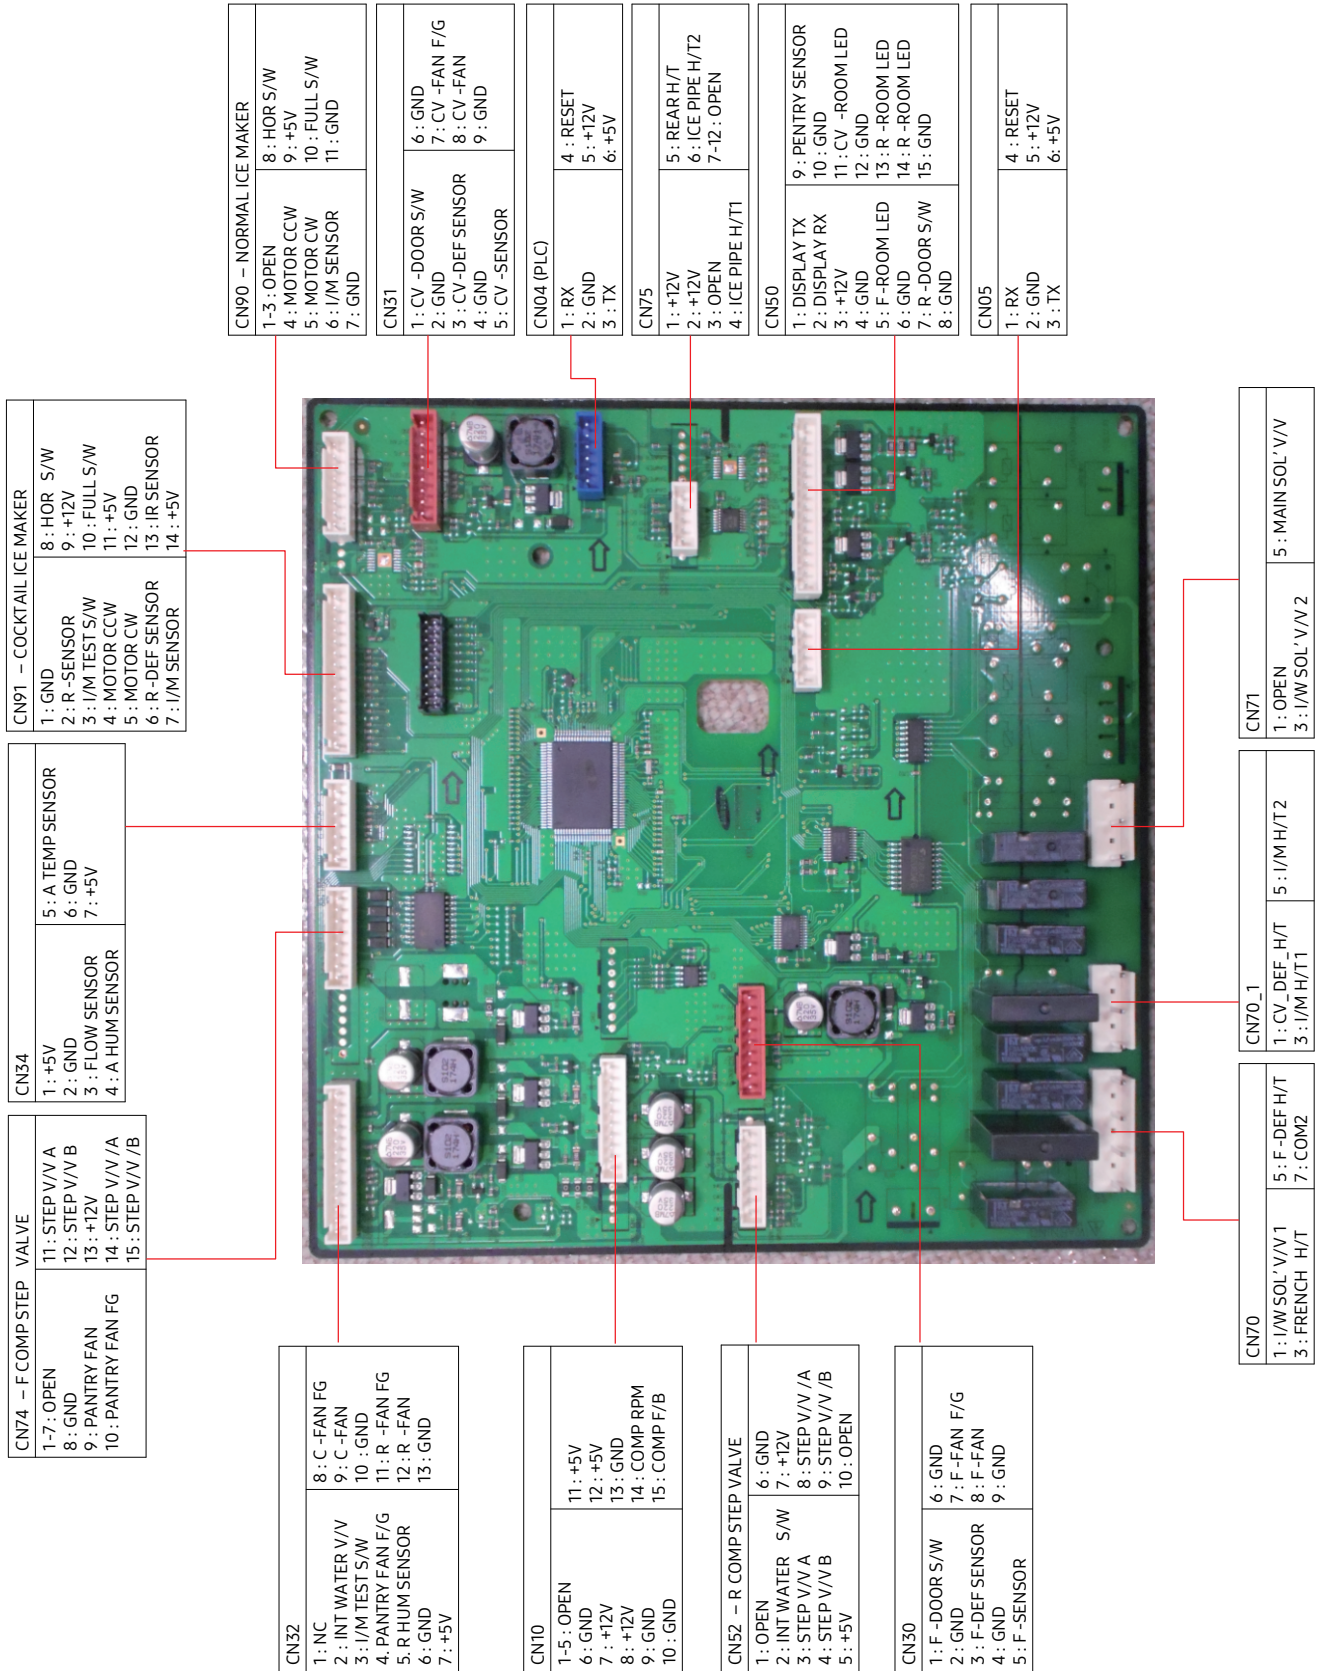 CN90 – NORMAL ICE MAKER
1-3 : OPEN
4 : MOTOR CCW
5 : MOTOR CW
6 : I/M SENSOR
7 : GND
8 : HOR S/W
9 : +5V
10 : FULL S/W
11 : GND
CN31
1 : CV -DOOR S/W
2 : GND
3 : CV-DEF SENSOR
4 : GND
5 : CV -SENSOR
6 : GND
7 : CV -FAN F/G
8 : CV -FAN
9 : GND
CN04 (PLC)
1 : RX
2 : GND
3 : TX
4 : RESET
5 : +12V
6: +5V
CN75
1 : +12V
2 : +12V
3 : OPEN
4 : ICE PIPE H/T1
5 : REAR H/T
6 : ICE PIPE H/T2
7-12 : OPEN
CN50
1 : DISPLAY TX
2 : DISPLAY RX
3 : +12V
4 : GND
5 : F -ROOM LED
6 : GND
7 : R -DOOR S/W
8 : GND
9 : PENTRY SENSOR
10 : GND
11 : CV -ROOM LED
12 : GND
13 : R -ROOM LED
14 : R -ROOM LED
15 : GND
CN05
1 : RX
2 : GND
3 : TX
4 : RESET
5 : +12V
6: +5V
CN91 – COCKTAIL ICE MAKER
1 : GND
2 : R -SENSOR
3 : I/M TEST S/W
4 : MOTOR CCW
5 : MOTOR CW
6 : R -DEF SENSOR
7 : I/M SENSOR
8 : HOR S/W
9 : +12V
10 : FULL S/W
11 : +5V
12 : GND
13 : IR SENSOR
14 : +5V
CN34
1 : +5V
2 : GND
3 : FLOW SENSOR
4 : A HUM SENSOR
5 : A TEMP SENSOR
6 : GND
7 : +5V
CN74 – F COMP STEP VALVE
1-7 : OPEN
8 : GND
9 : PANTRY FAN
10 : PANTRY FAN FG
11 : STEP V/V A
12 : STEP V/V B
13 : +12V
14 : STEP V/V /A
15 : STEP V/V /B
CN71
1 : OPEN
3 : I/W SOL' V/V 2
5 : MAIN SOL' V/V
CN70_1
1 : CV_DEF_H/T
3 : I/M H/T1
5 : I/M H/T2
CN70
1 : I/W SOL' V/V1
3 : FRENCH H/T
5 : F -DEF H/T
7 : COM2
CN32
1 : NC
2 : INT WATER V/V
3 : I/M TEST S/W
4. PANTRY FAN F/G
5. R HUM SENSOR
6 : GND
7 : +5V
8 : C -FAN FG
9 : C -FAN
10 : GND
11 : R -FAN FG
12 : R -FAN
13 : GND
CN10
1-5 : OPEN
6 : GND
7 : +12V
8 : +12V
9 : GND
10 : GND
11 : +5V
12 : +5V
13 : GND
14 : COMP RPM
15 : COMP F/B
CN52 – R COMP STEP VALVE
1 : OPEN
2 : INT WATER S/W
3 : STEP V/V A
4 : STEP V/V B
5 : +5V
6 : GND
7 : +12V
8 : STEP V/V /A
9 : STEP V/V /B
10 : OPEN
CN30
1 : F -DOOR S/W
2 : GND
3 : F-DEF SENSOR
4 : GND
5 : F -SENSOR
6 : GND
7 : F -FAN F/G
8 : F -FAN
9 : GND